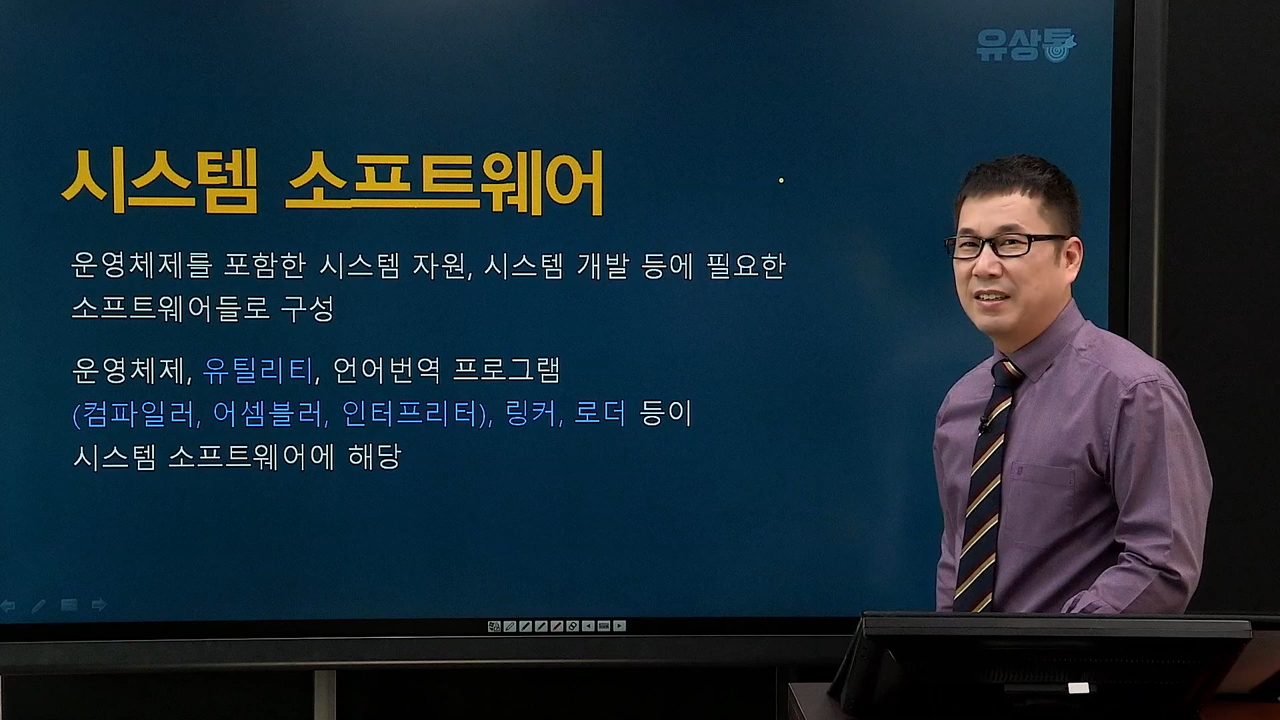 유상통
시스템 소프트웨어
운영체제를 포함한 시스템 자원, 시스템 개발 등에 필요한
소프트웨어들로 구성
운영체제, 유틸리티, 언어번역 프로그램
(컴파일러, 어셈블러, 인터프리터), 링커, 로더 등이
시스템 소프트웨어에 해당